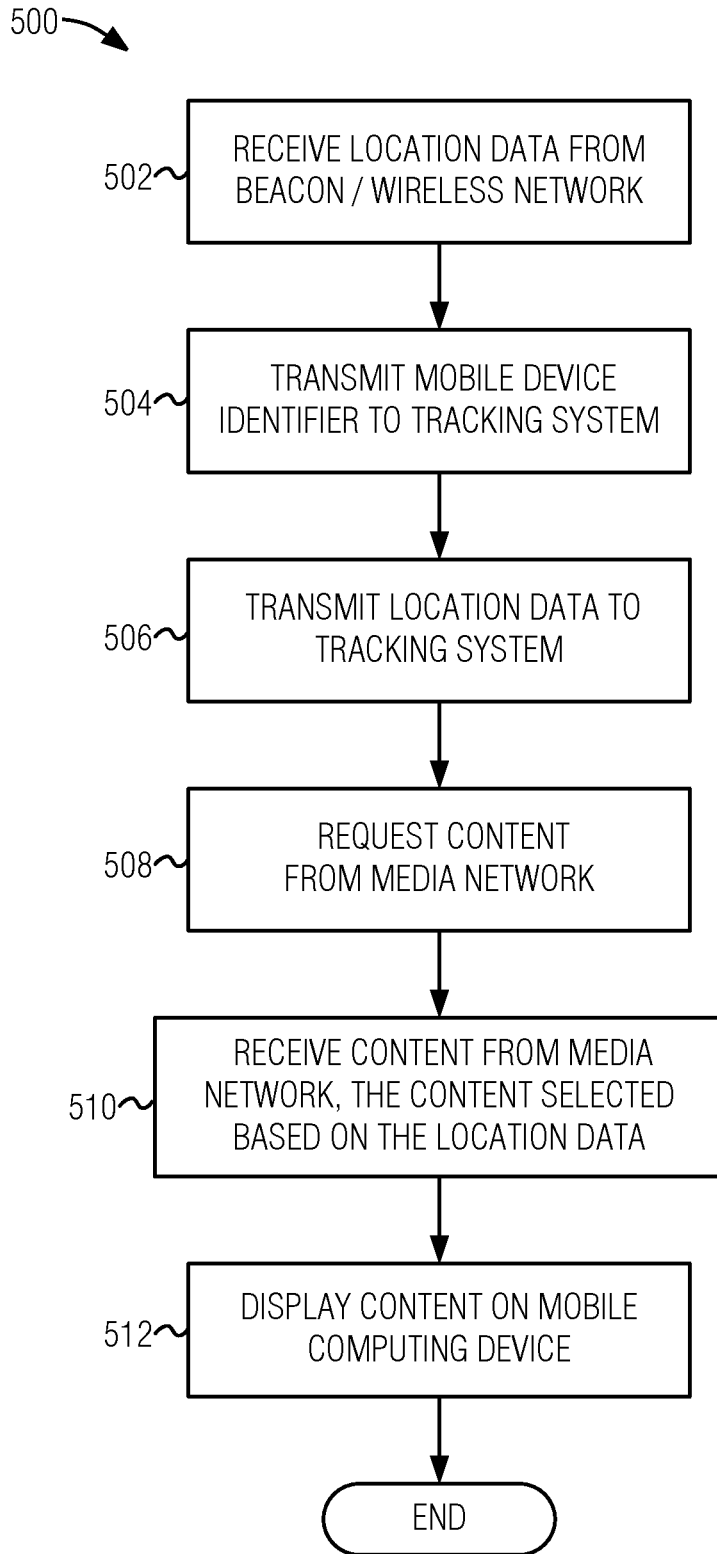 500
502
RECEIVE LOCATION DATA FROM
BEACON / WIRELESS NETWORK
504
TRANSMIT MOBILE DEVICE
IDENTIFIER TO TRACKING SYSTEM
506
TRANSMIT LOCATION DATA TO
TRACKING SYSTEM
508
REQUEST CONTENT
FROM MEDIA NETWORK
510
RECEIVE CONTENT FROM MEDIA
NETWORK, THE CONTENT SELECTED
BASED ON THE LOCATION DATA
512
DISPLAY CONTENT ON MOBILE
COMPUTING DEVICE
END